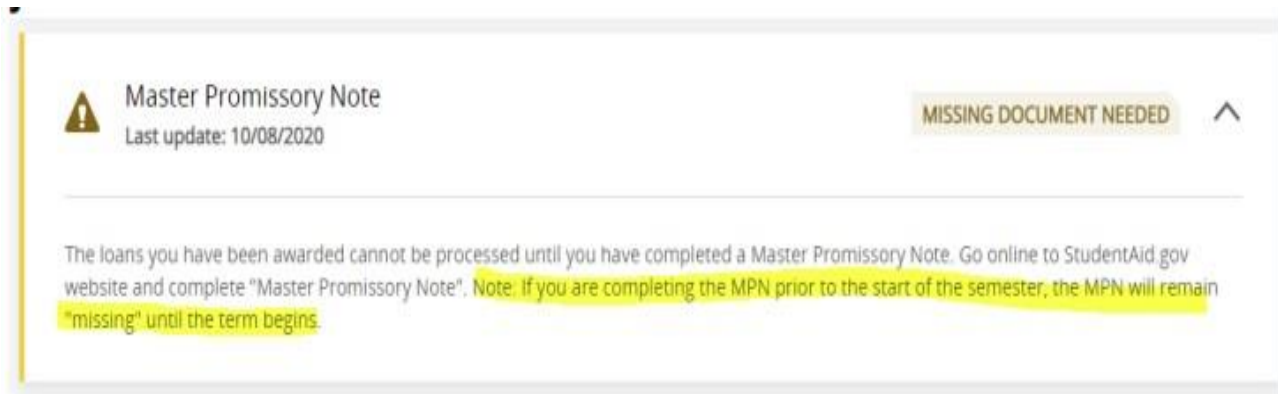 Master Promissory Note
MISSING DOCUMENT NEEDED
Last update: 10/08/2020
The loans you have been awarded cannot be processed until you have completed a Master Promissory Note. Go online to StudentAid.gov
website and complete "Master Promissory Note". Note: If you are completing the MPN prior to the start of the semester, the MPN will remain
"missing" until the term begins.